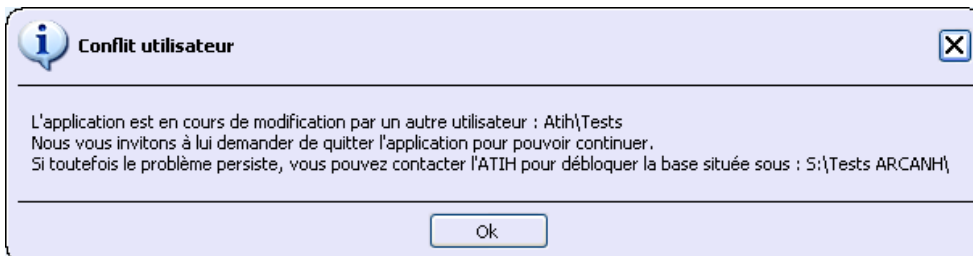 Conflit utilisateur
L'application est en cours de modification par un autre utilisateur : Atih\Tests
Nous vous invitons à lui demander de quitter l'application pour pouvoir continuer.
Si toutefois le problème persiste, vous pouvez contacter l'ATIH pour débloquer la base située sous : S:\Tests ARCANH\
Ok